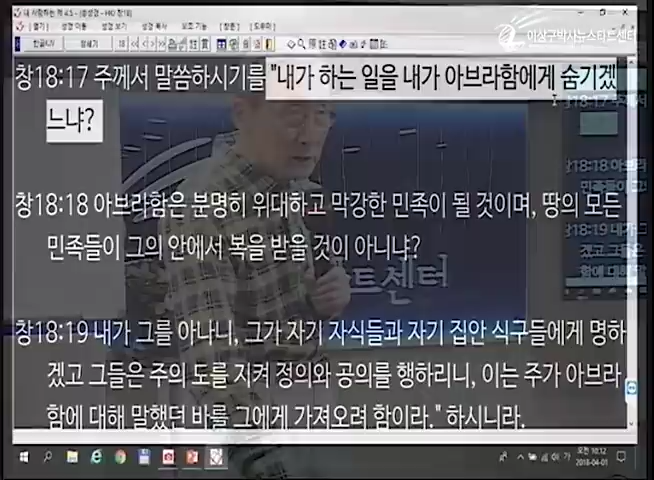 이상구박사뉴스타트센터
창18:17 주께서 말씀하시기를 "내가 하는 일을 내가 아브라함에게 숨기겠
느냐?
창18:18 아브라함은 분명히 위대하고 막강한 민족이 될 것이며, 땅의 모든
민족들이 그의 안에서 복을 받을 것이 아니냐?
트센터
창18:19 내가 그를 아나니, 그가 자기 자식들과 자기 집안 식구들에게 명하
겠고 그들은 주의 도를 지켜 정의와 공의를 행하리니, 이는 주가 아브라
함에 대해 말했던 바를 그에게 가져오려 함이라." 하시니라.
오전 10:12
2018-04-01